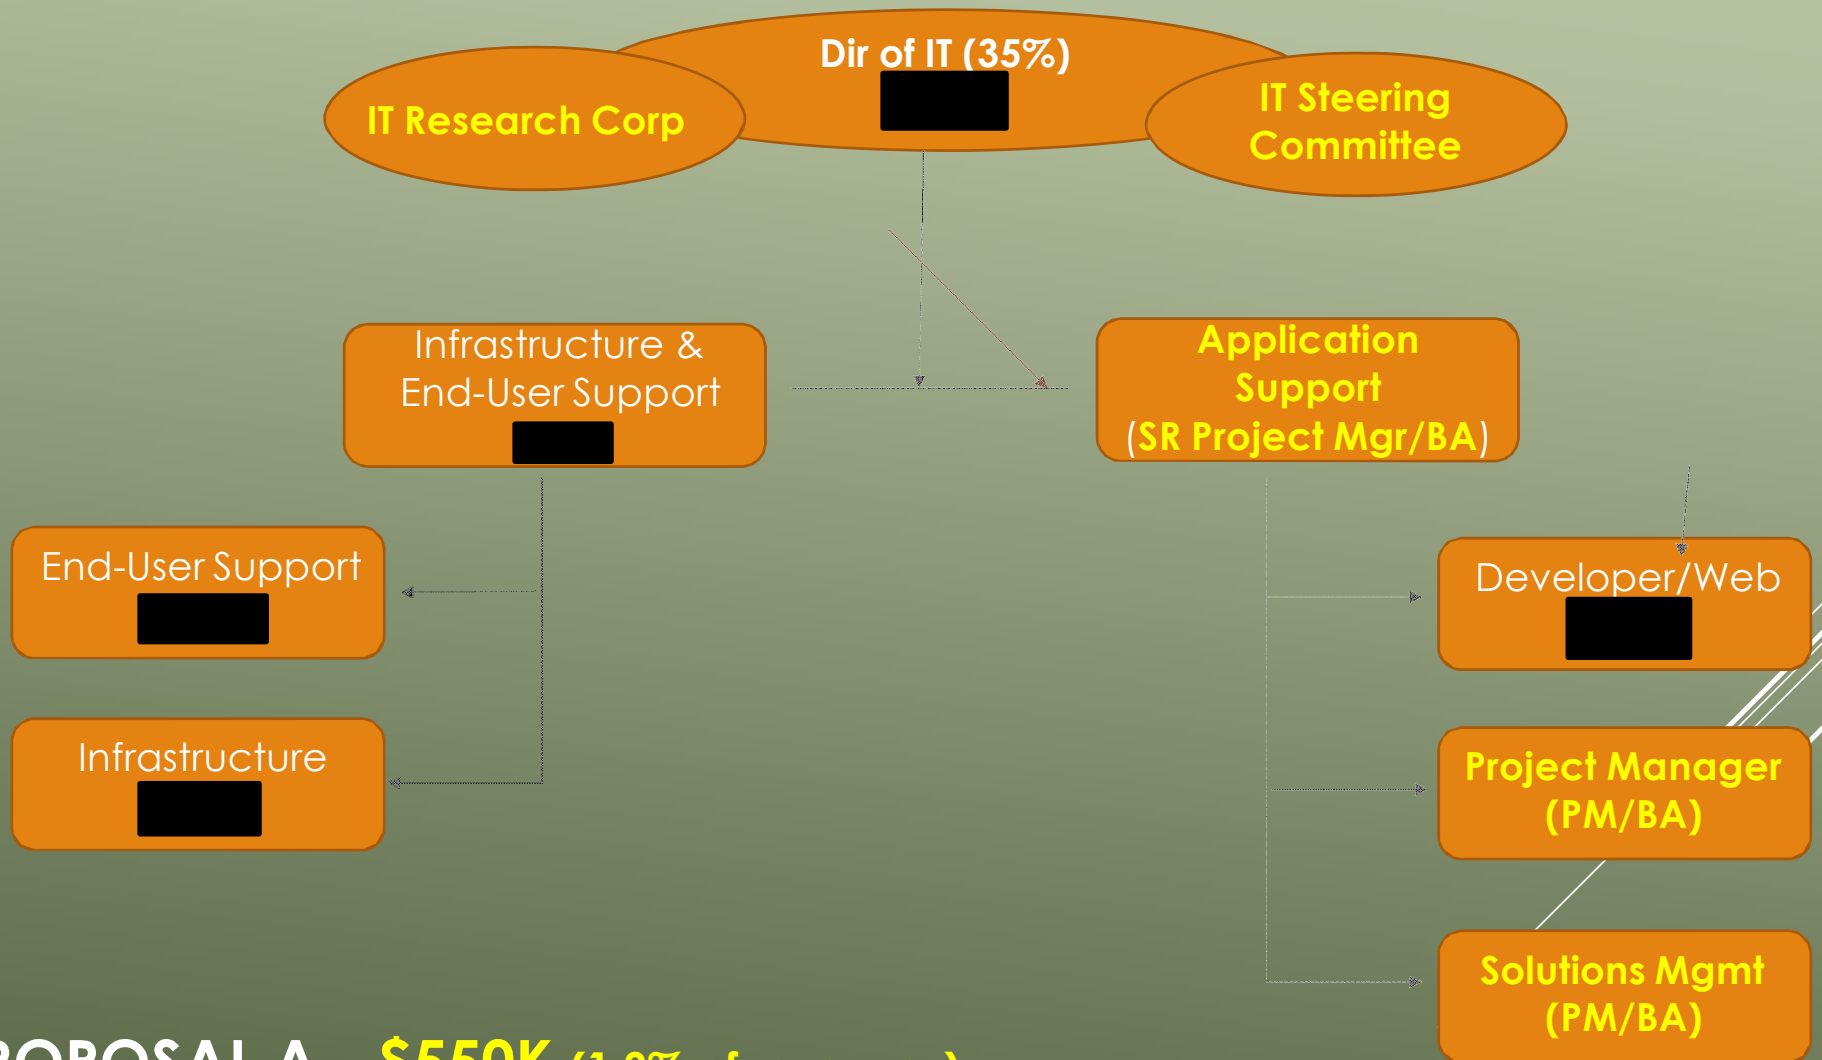 Dir of IT (35%)
IT Research Corp
IT Steering
Committee
Infrastructure &
End-User Support
Application
Support
(SR Project Mgr/BA)
End-User Support
Developer/Web
Infrastructure
Project Manager
(PM/BA)
Solutions Mgmt
(PM/BA)
A $550K